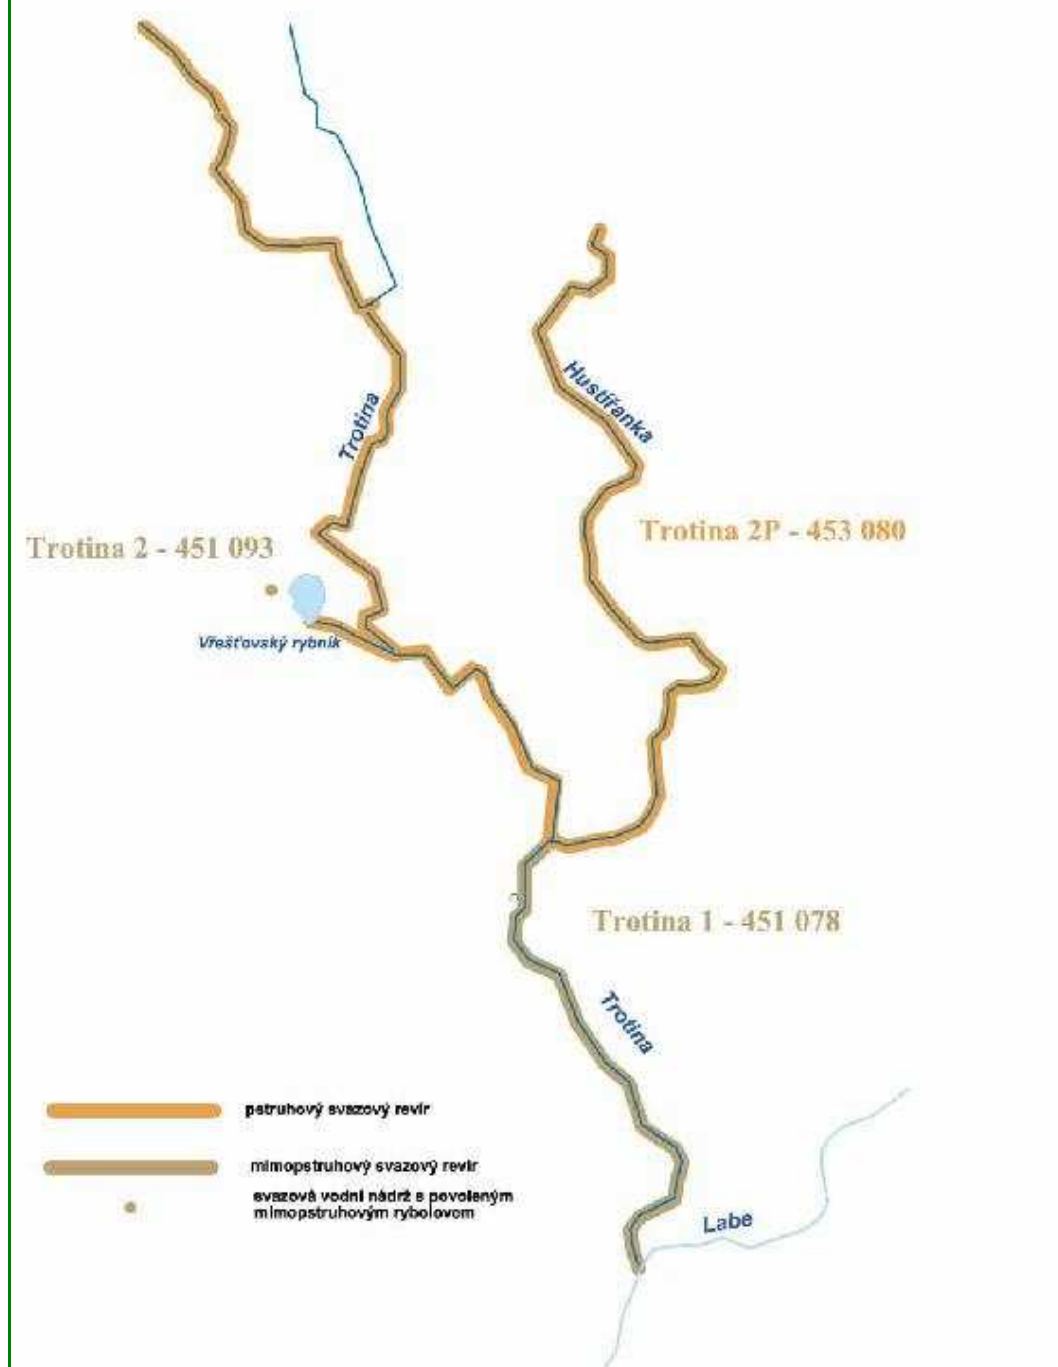 Trotina
Hustířanka
Trotina 2P - 453 080
Trotina 2 - 451 093
Vřešťovský rybník
Trotina 1 - 451 078
Trotina
pstruhový svazový revír
mimopstruhový svazový revír
svazová vodní nádrž s povoleným
mimopstruhovým rybolovem
Labe